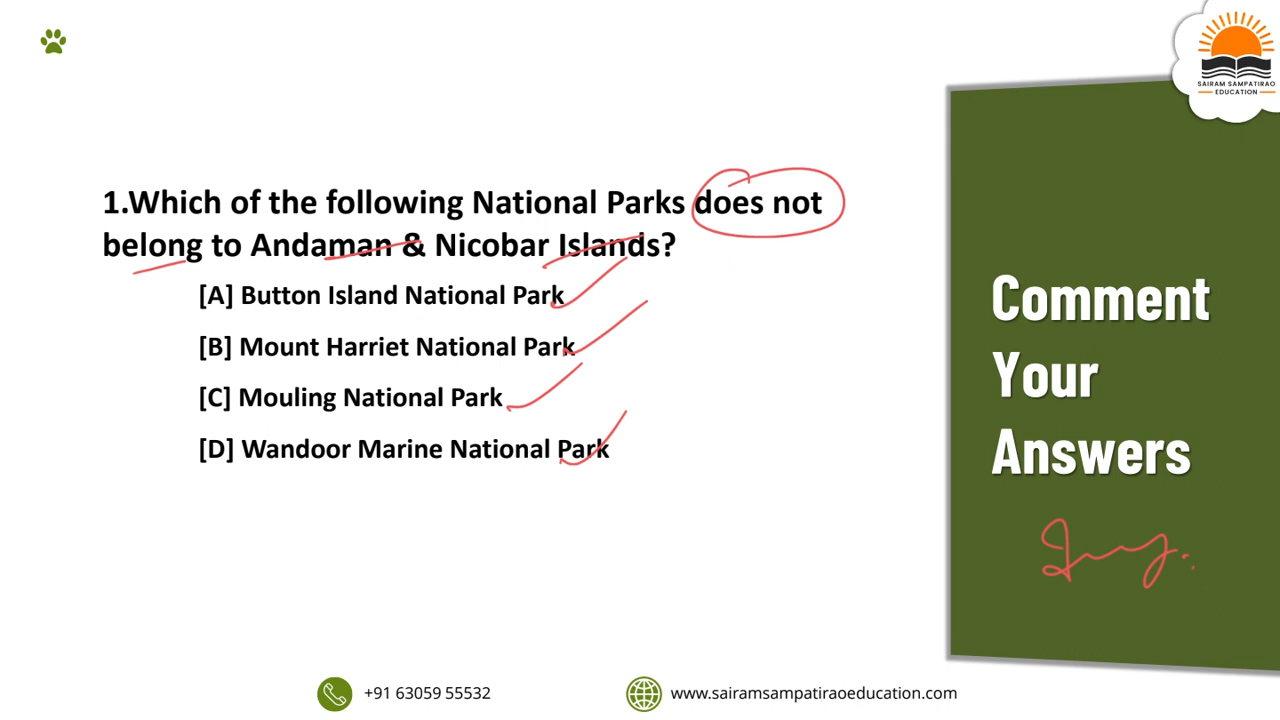 SAIRAM SAMPATIRAO
EDUCATION
1.Which of the following National Parks does not
belong to Andaman & Nicobar Islands?
[A] Button Island National Park
[B] Mount Harriet National Park
[C] Mouling National Park
[D] Wandoor Marine National Park
Comment
Your
Answers
+91 63059 55532
www.sairamsampatiraoeducation.com